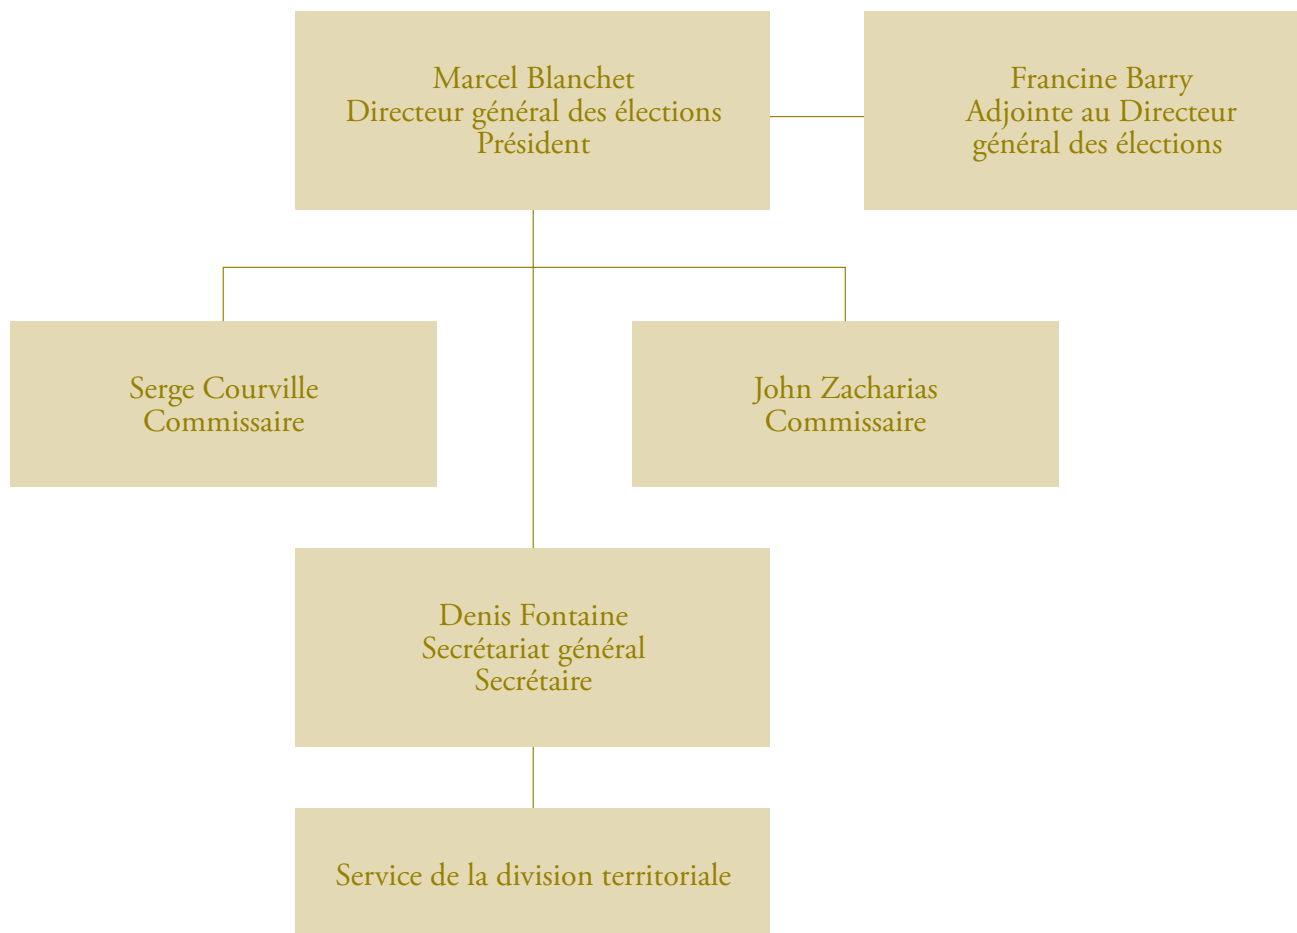 Marcel Blanchet
Directeur général des élections
Président
Francine Barry
Adjointe au Directeur
général des élections
Serge Courville
Commissaire
John Zacharias
Commissaire
Denis Fontaine
Secrétariat général
Secrétaire
Service de la division territoriale